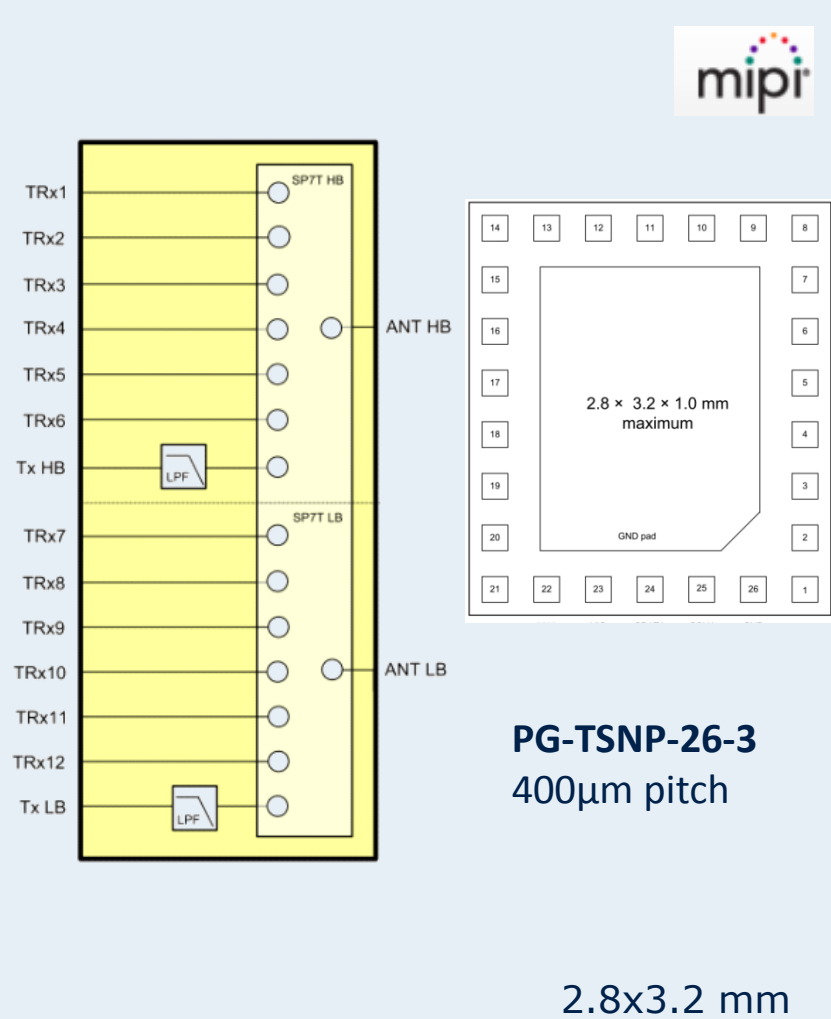 mipi
SP7T HB
TRx1
TRx2
TRx3
TRx4
ANT HB
TRx5
TRx6
Tx HB
LPF
SP7T LB
TRx7
TRx8
TRx9
TRx10
ANT LB
TRx11
TRx12
Tx LB
LPF
14 13 12 11 10 9 8
15 7
16 6
17 5
2.8 × 3.2 × 1.0 mm
maximum
18 4
19 3
20 GND pad 2
21 22 23 24 25 26 1
PG-TSNP-26-3
400µm pitch
2.8x3.2 mm